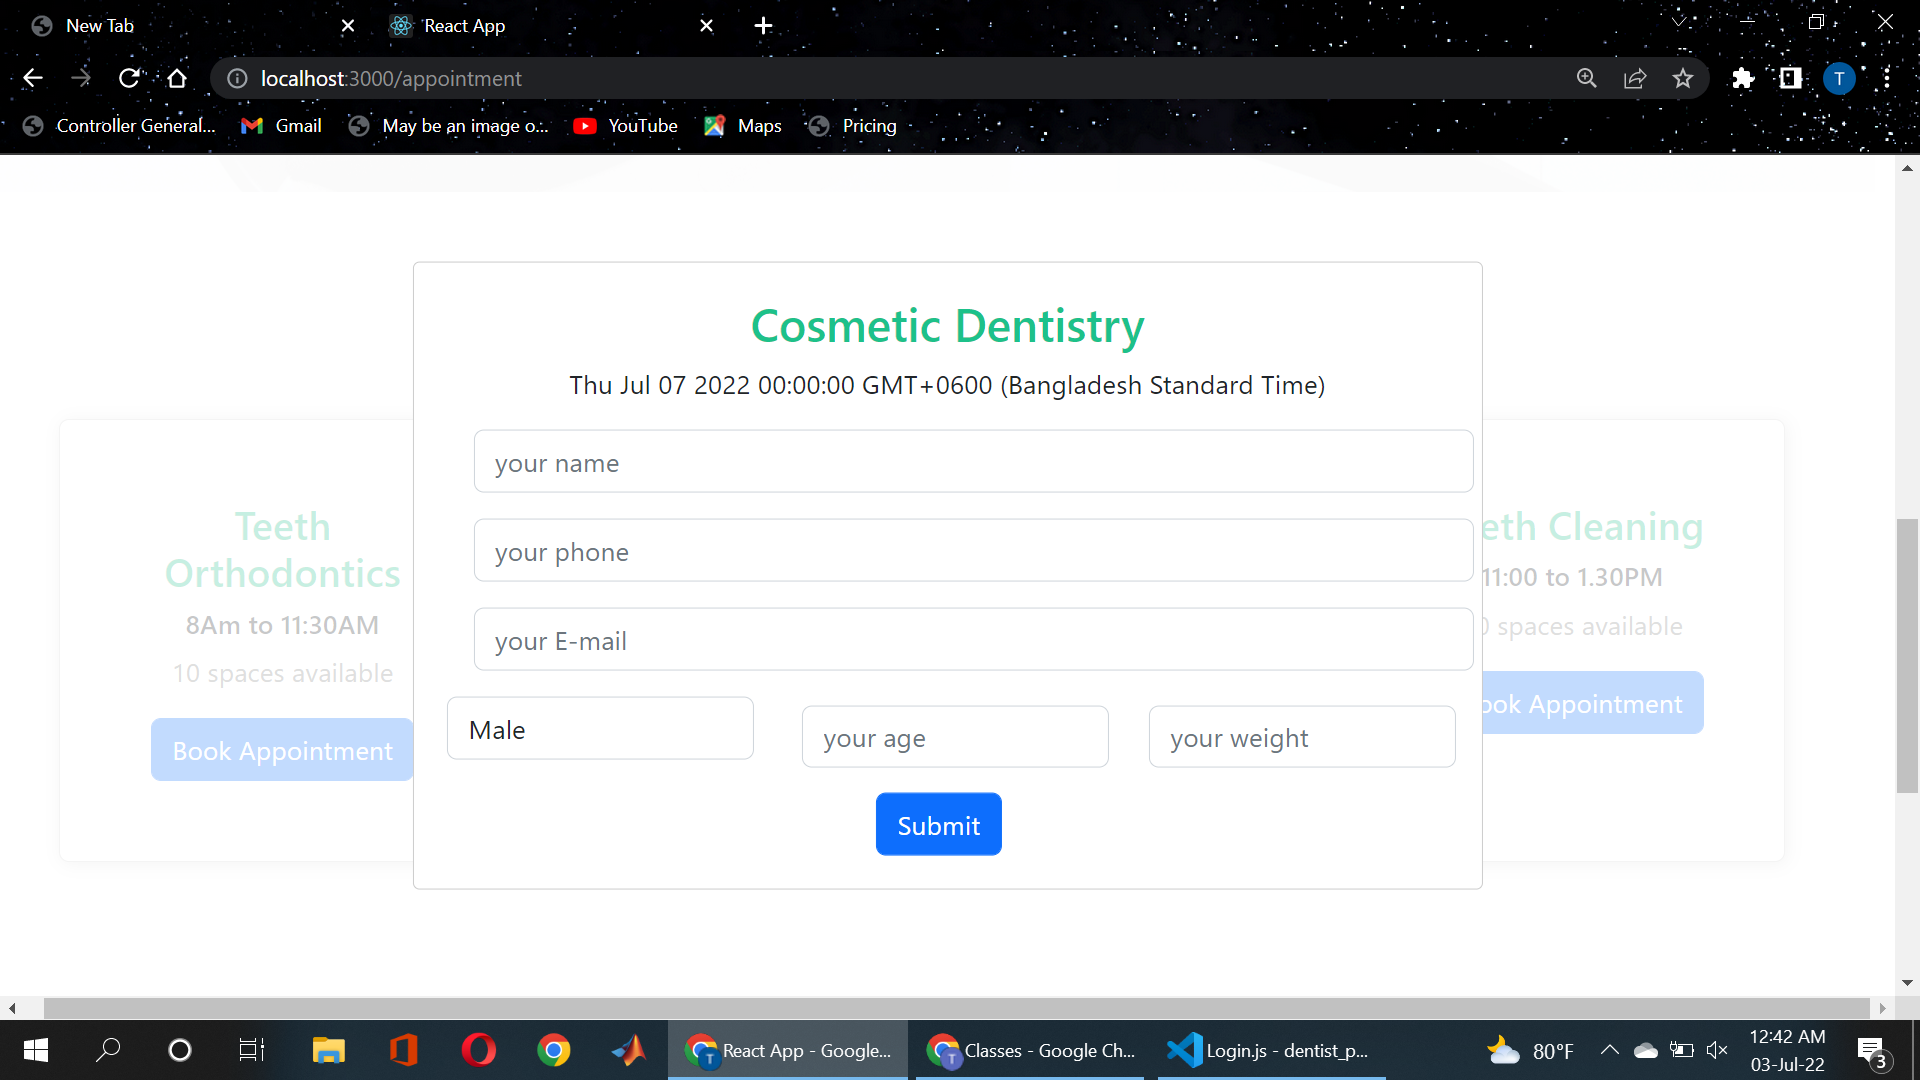 New Tab
React App
localhost:3000/appointment
T
Controller General...
Gmail
May be an image o...
YouTube
Maps
Pricing
Cosmetic Dentistry
Thu Jul 07 2022 00:00:00 GMT+0600 (Bangladesh Standard Time)
your name
your phone
your E-mail
Male
your age
your weight
Submit
Teeth
Orthodontics
8Am to 11:30AM
10 spaces available
Book Appointment
eth Cleaning
11:00 to 1.30PM
0 spaces available
ook Appointment
T
React App - Google...
T
Classes - Google Ch...
Login.js - dentist_p...
80°F
12:42 AM
03-Jul-22
3